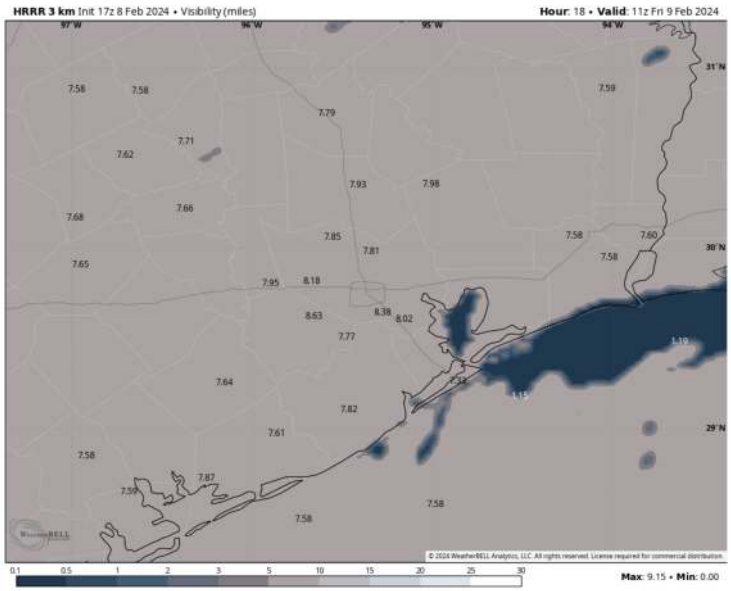 HRRR 3 km Init 17z 8 Feb 2024 • Visibility (miles) Hour: 18 • Valid: 11z Fri 9 Feb 2024
97°W 96°W 95°W 94°W
31°N
7.58 7.58 7.59
7.79
7.71
7.62
7.93 7.98
7.66
7.68
7.85 7.58 7.60
7.81 30°N
7.65 7.58
7.95 8.18
8.63 8.38 8.02
7.77 1.19
7.64 7.33
1.15
7.82
7.61 29°N
7.58
7.87
7.59
7.58
7.58
WeatherBELL
© 2024 WeatherBELL Analytics, LLC. All rights reserved. License required for commercial distribution.
0.1 0.5 1 2 3 5 10 15 20 25 30
Max: 9.15 • Min: 0.00